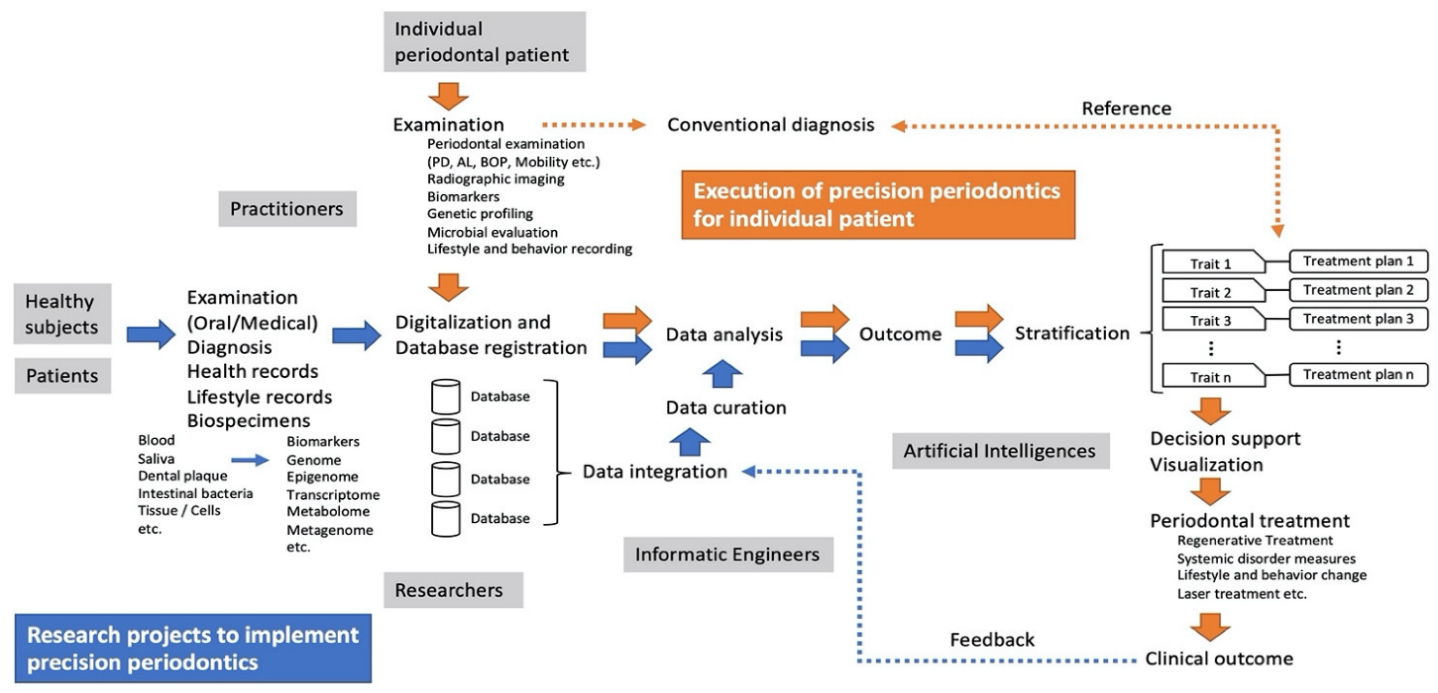 Individual
periodontal patient
Examination
Periodontal examination
(PD, AL, BOP, Mobility etc.)
Radiographic imaging
Biomarkers
Genetic profiling
Microbial evaluation
Lifestyle and behavior recording
Conventional diagnosis
Reference
Execution of precision periodontics
for individual patient
Practitioners
Healthy
subjects
Patients
Examination
(Oral/Medical)
Diagnosis
Health records
Lifestyle records
Biospecimens
Blood
Saliva
Dental plaque
Intestinal bacteria
Tissue / Cells
etc.
Biomarkers
Genome
Epigenome
Transcriptome
Metabolome
Metagenome
etc.
Digitalization and
Database registration
Database
Database
Database
Database
Data integration
Data curation
Data analysis
Outcome
Stratification
Trait 1
Treatment plan 1
Trait 2
Treatment plan 2
Trait 3
Treatment plan 3
⋮
⋮
Trait n
Treatment plan n
Artificial Intelligences
Informatic Engineers
Researchers
Decision support
Visualization
Periodontal treatment
Regenerative Treatment
Systemic disorder measures
Lifestyle and behavior change
Laser treatment etc.
Clinical outcome
Feedback
Research projects to implement
precision periodontics